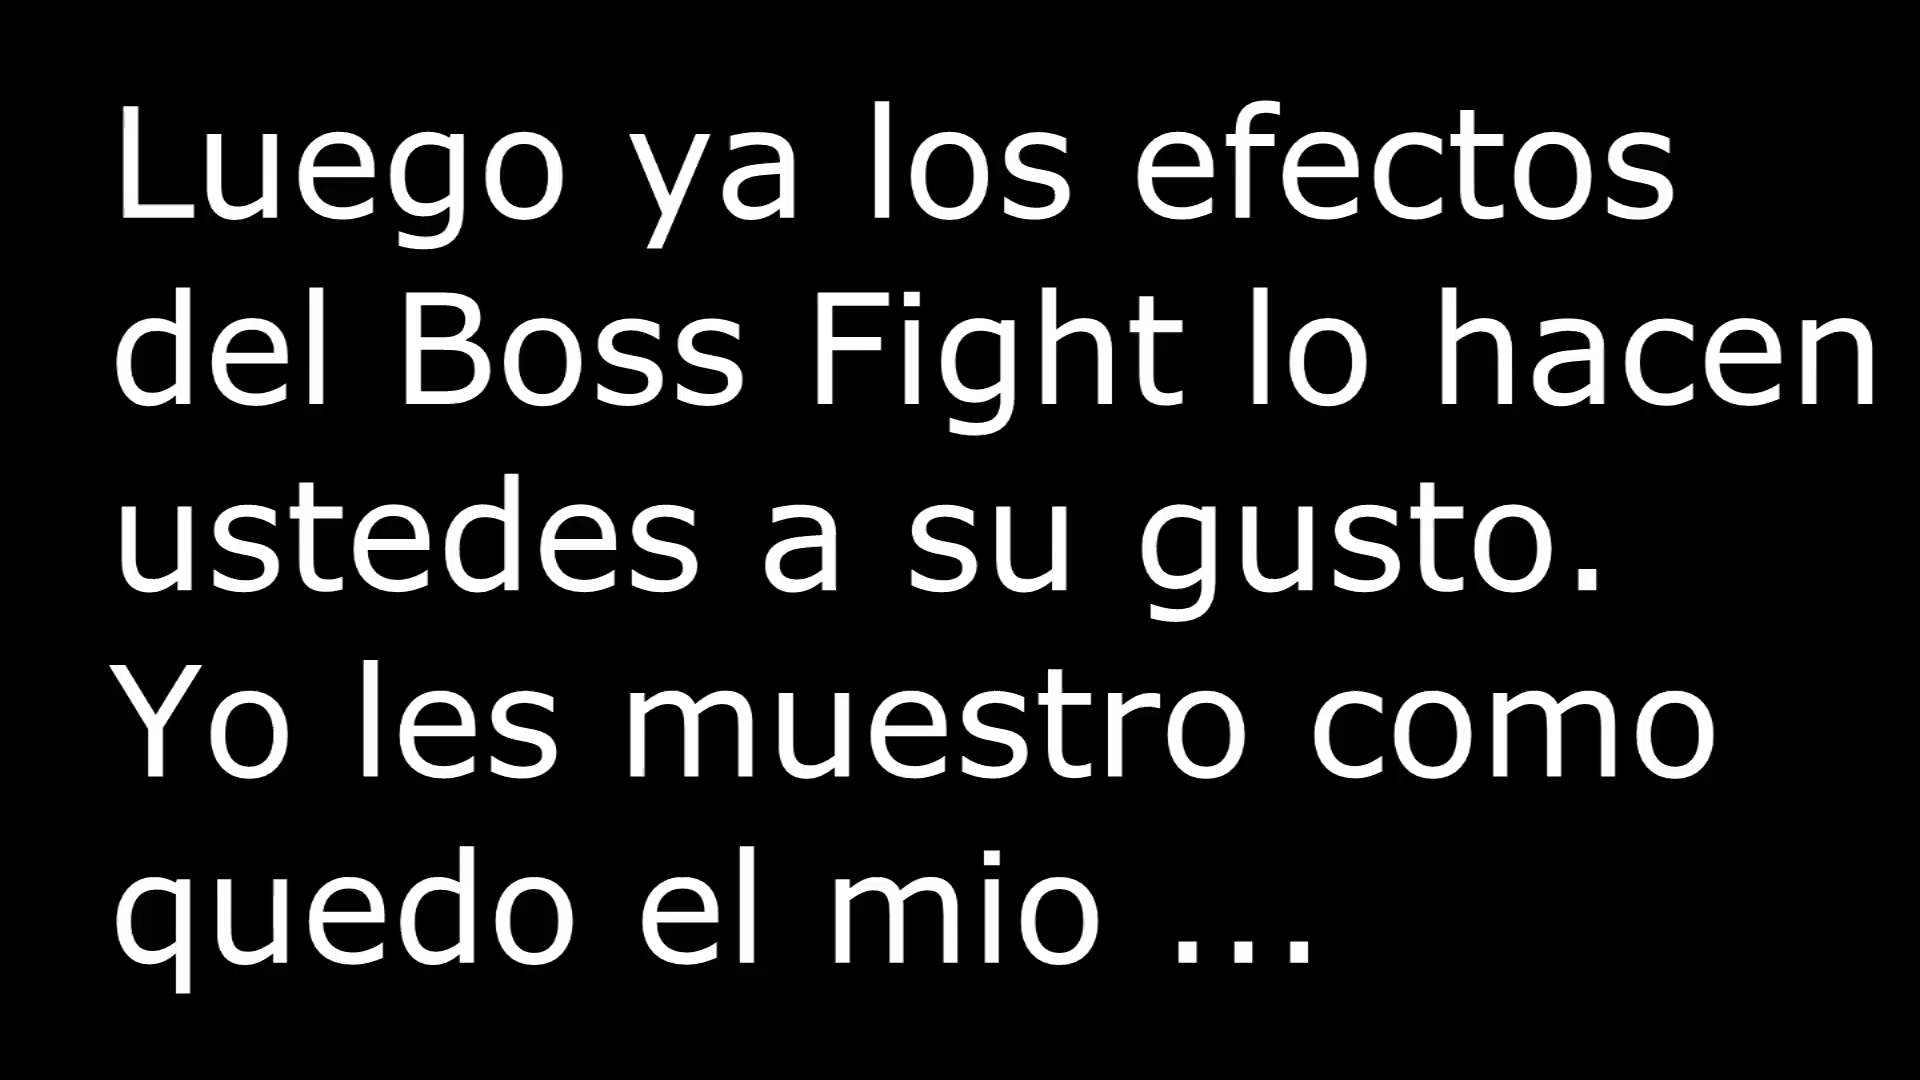 Luego ya los efectos
del Boss Fight lo hacen
ustedes a su gusto.
Yo les muestro como
quedo el mio ...